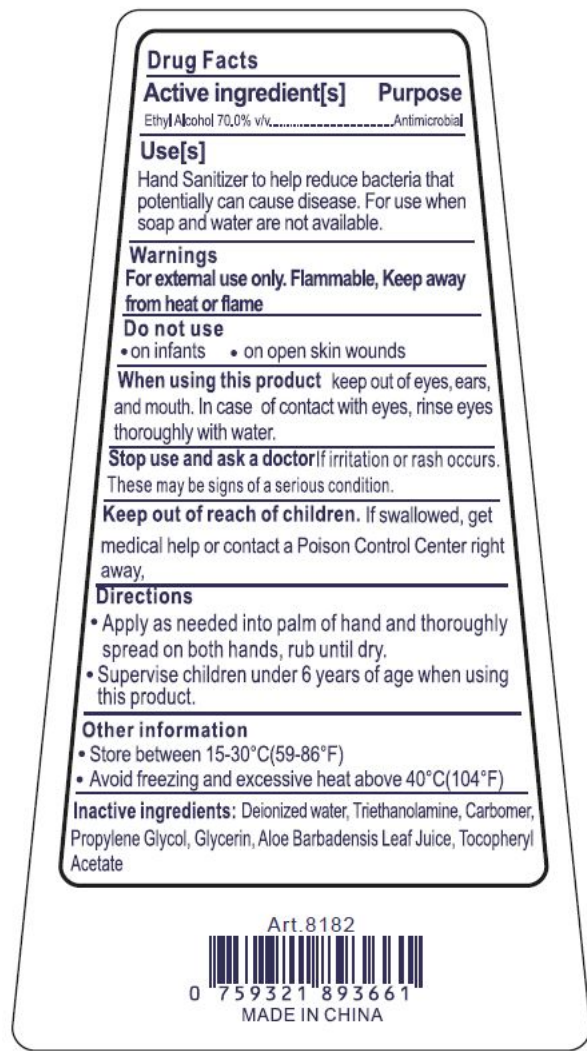 Drug Facts
Active ingredient[s] Purpose
Ethyl Alcohol 70.0% v/v..............................Antimicrobial
Use[s]
Hand Sanitizer to help reduce bacteria that
potentially can cause disease. For use when
soap and water are not available.
Warnings
For external use only. Flammable, Keep away
from heat or flame
Do not use
• on infants • on open skin wounds
When using this product keep out of eyes, ears,
and mouth. In case of contact with eyes, rinse eyes
thoroughly with water.
Stop use and ask a doctor If irritation or rash occurs.
These may be signs of a serious condition.
Keep out of reach of children. If swallowed, get
medical help or contact a Poison Control Center right
away,
Directions
• Apply as needed into palm of hand and thoroughly
spread on both hands, rub until dry.
• Supervise children under 6 years of age when using
this product.
Other information
• Store between 15-30°C(59-86°F)
• Avoid freezing and excessive heat above 40°C(104°F)
Inactive ingredients: Deionized water, Triethanolamine, Carbomer,
Propylene Glycol, Glycerin, Aloe Barbadensis Leaf Juice, Tocopheryl
Acetate
Art.8182
0 759321 893661
MADE IN CHINA